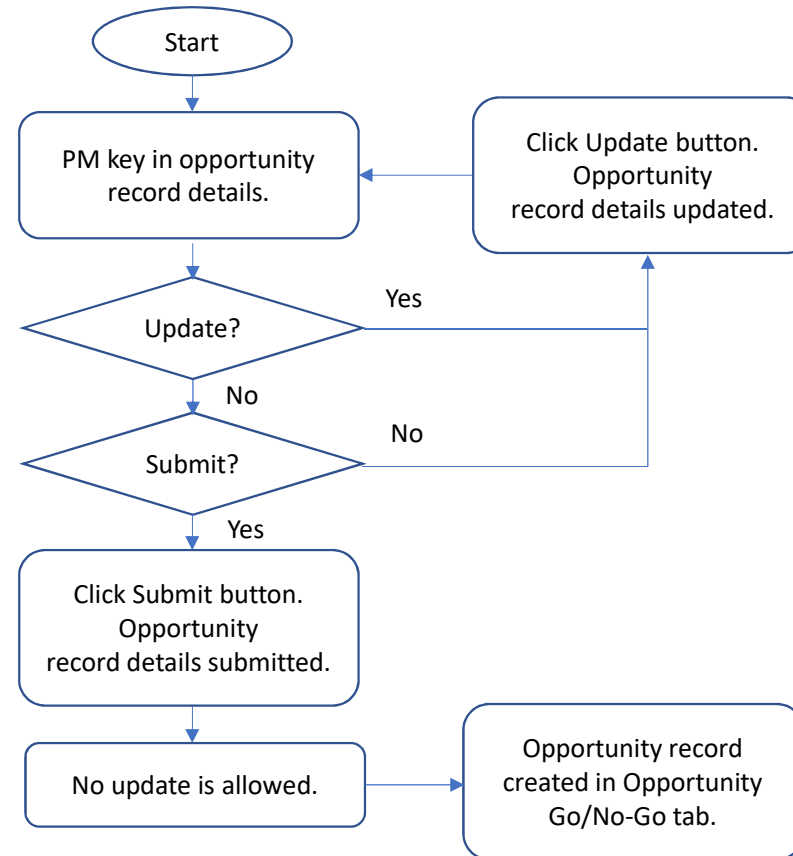 Start
PM key in opportunity
record details.
Click Update button.
Opportunity
record details updated.
Update?
Yes
No
Submit?
No
Yes
Click Submit button.
Opportunity
record details submitted.
No update is allowed.
Opportunity record
created in Opportunity
Go/No-Go tab.